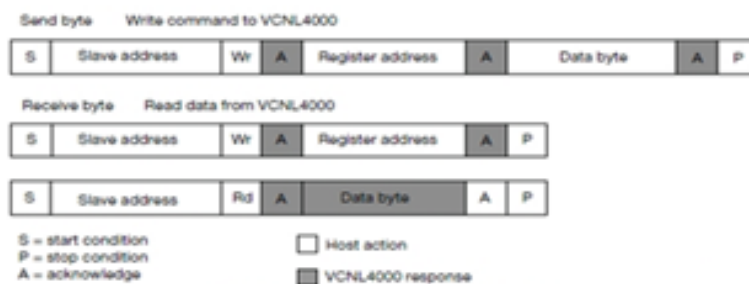 Send byte Write command to VCNL4000
S Slave address Wr A Register address A Data byte A P
Receive byte Read data from VCNL4000
S Slave address Wr A Register address A P
S Slave address Rd A Data byte A P
S = start condition
P = stop condition
A = acknowledge
Host action
VCNL4000 response